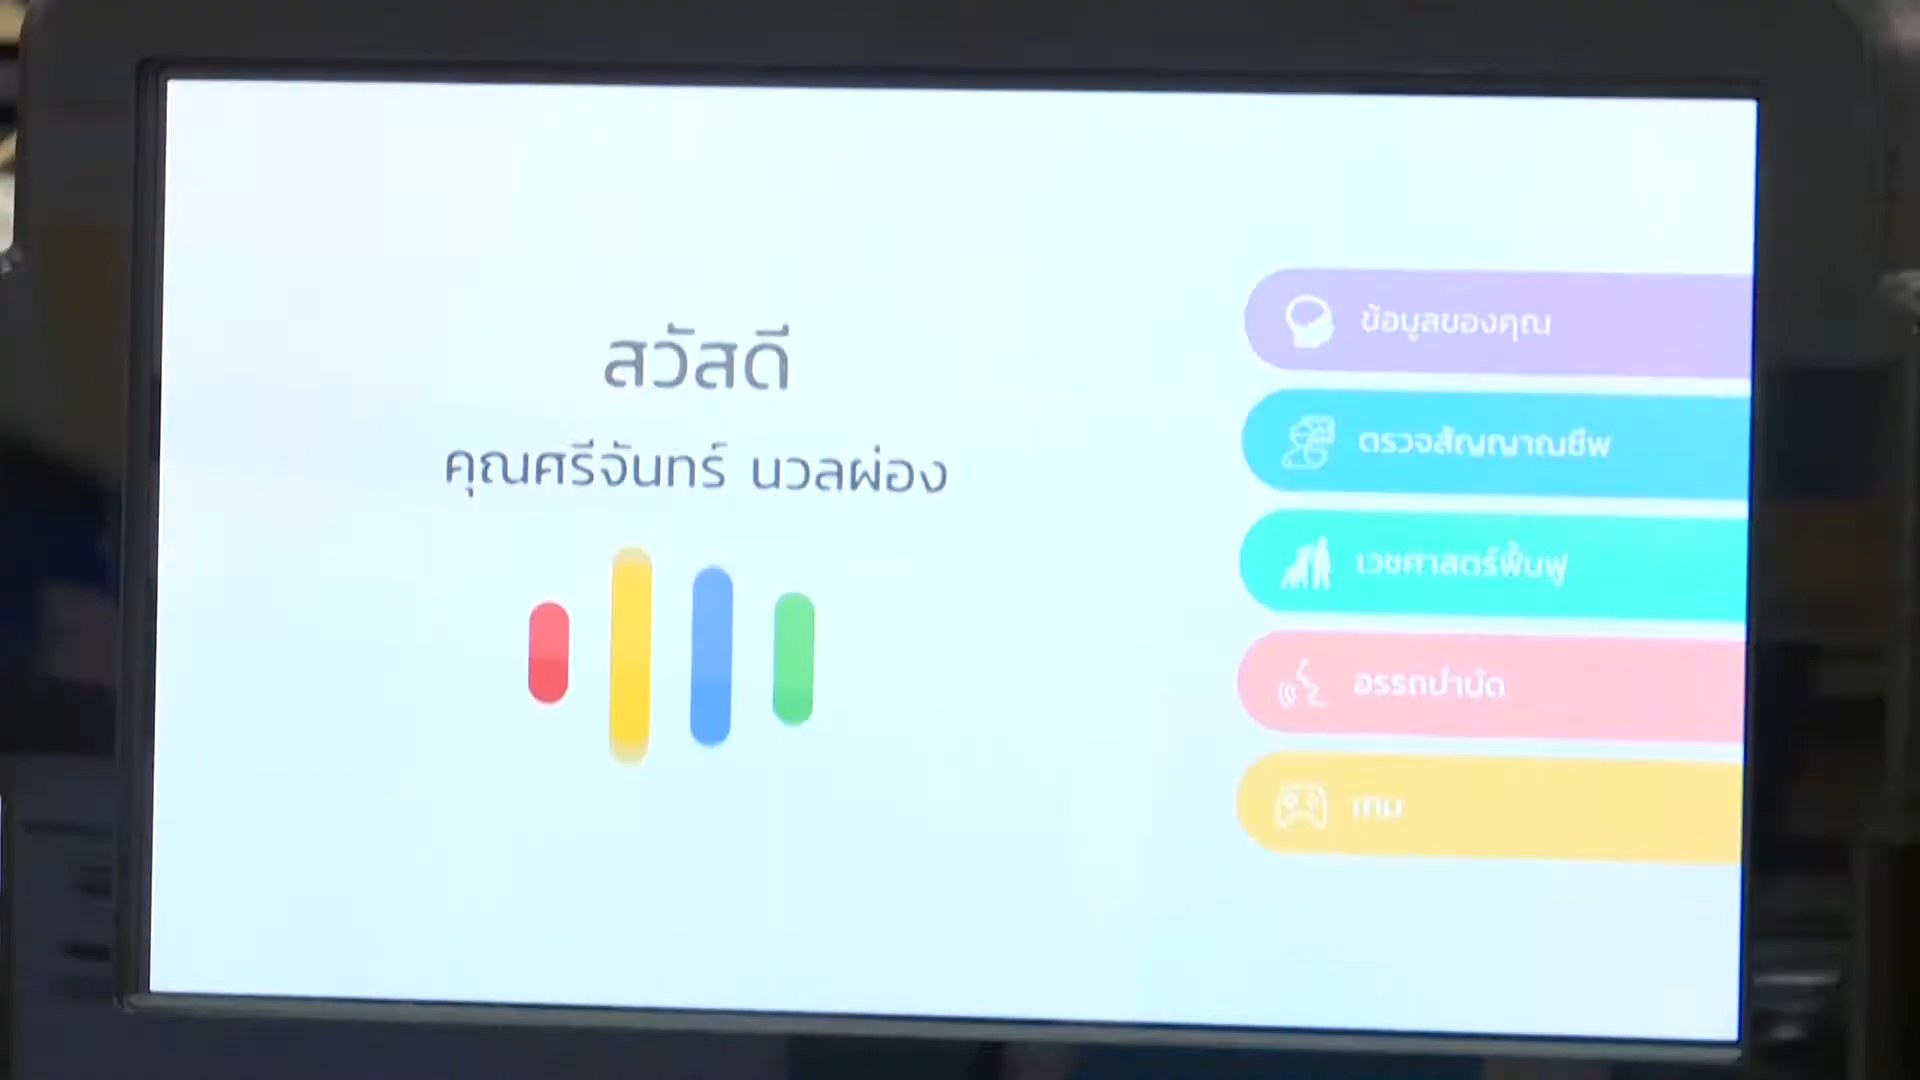 สวัสดี
คุณศรีจันทร์ นวลผ่อง
ข้อมูลของคุณ
ตรวจสัญญาณชีพ
เวชศาสตร์ฟื้นฟู
อรรถบำบัด
เกม